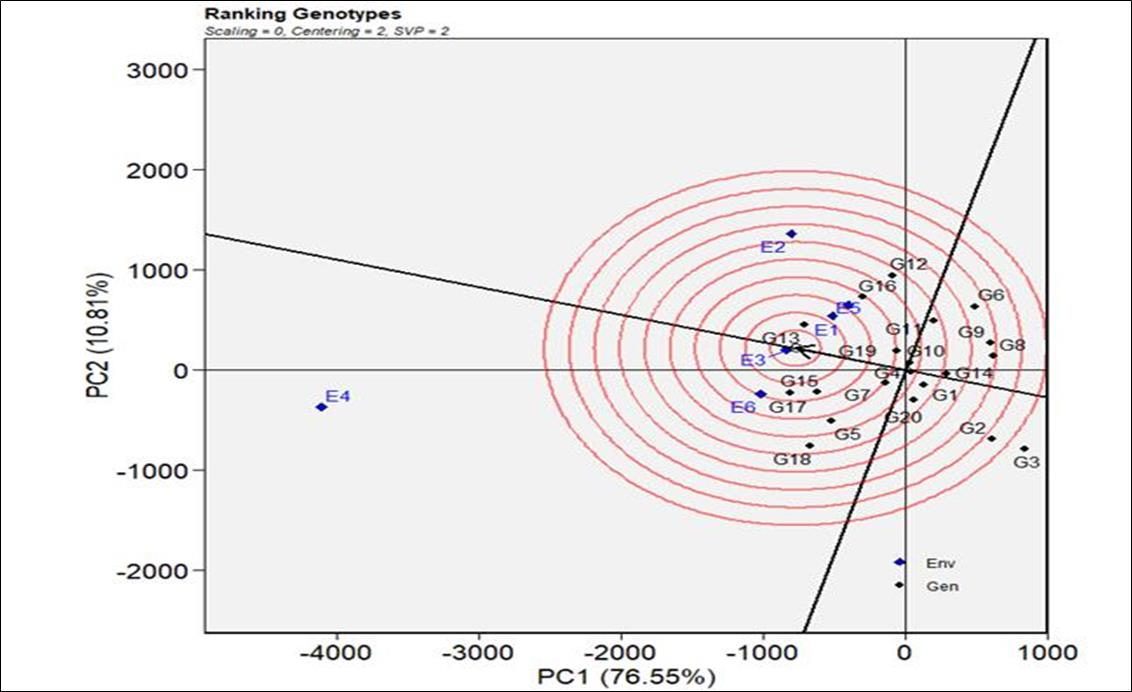 Ranking Genotypes
Scaling = 0, Centering = 2, SVP = 2
3000
2000
E2
G12
1000
G16
G6
E5
E1
G11
G9
G13
G8
E3
G19
G10
0
G4
G14
G15
E4
E6
G17
G7
G1
G20
G5
G2
G18
G3
-1000
-2000
Env
Gen
PC2 (10.81%)
-4000
-3000
-2000
-1000
0
1000
PC1 (76.55%)